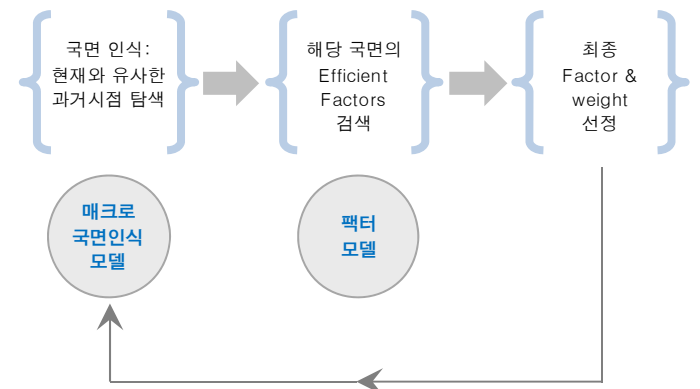 국면 인식:
현재와 유사한
과거시점 탐색
해당 국면의
Efficient
Factors
검색
최종
Factor &
weight
선정
매크로
국면인식
모델
팩터
모델